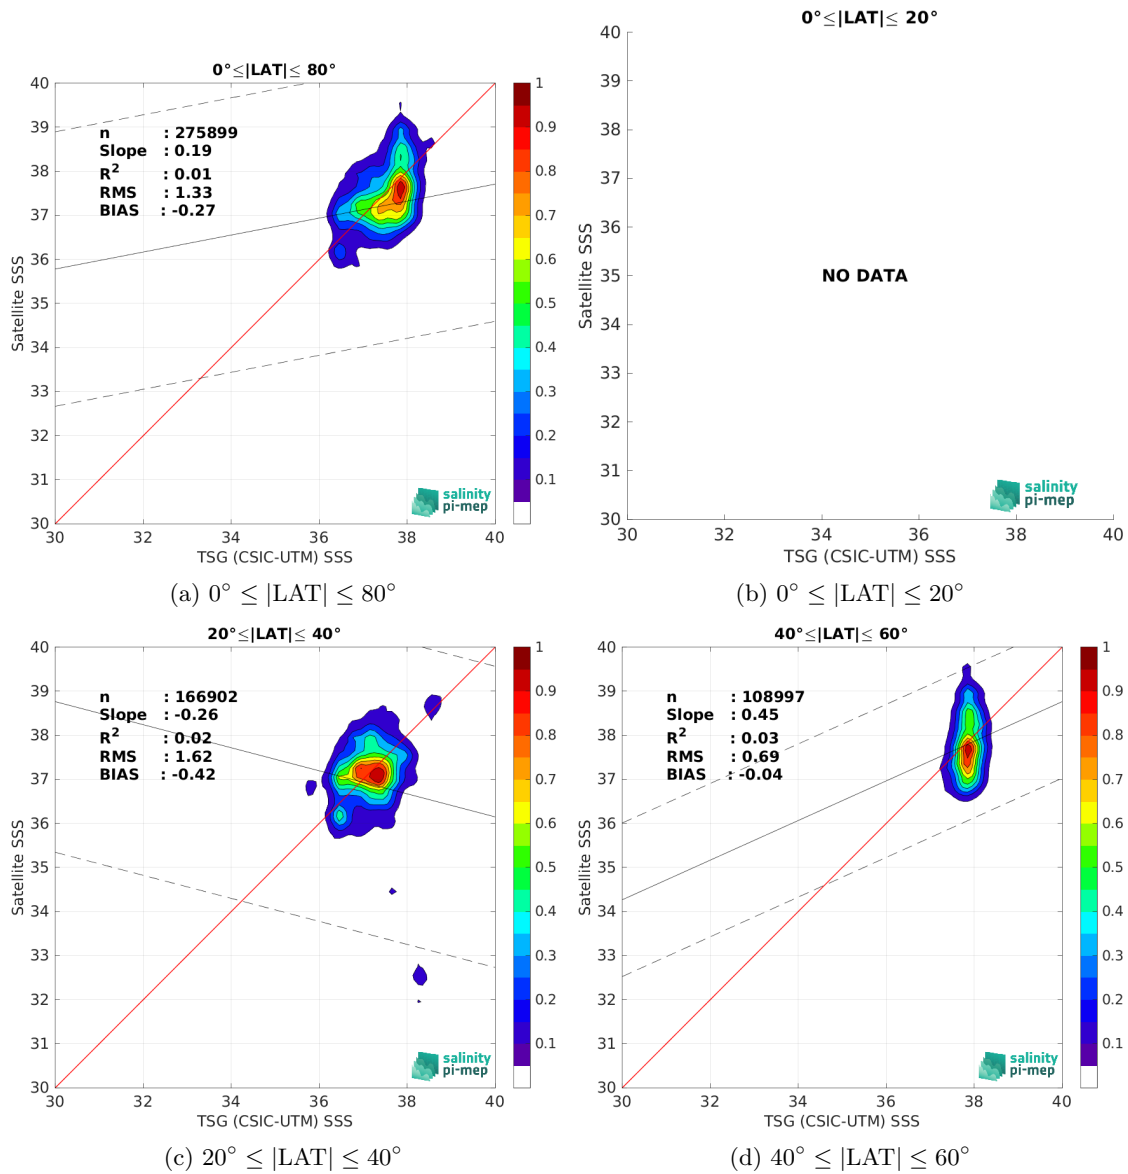 0°≤|LAT|≤ 80°
n : 275899
Slope : 0.19
R² : 0.01
RMS : 1.33
BIAS : -0.27
40
39
38
37
36
35
34
33
32
31
30
Satellite SSS
30 32 34 36 38 40
TSG (CSIC-UTM) SSS
1
0.9
0.8
0.7
0.6
0.5
0.4
0.3
0.2
0.1
salinity
pi-mep
(a) 0° ≤ |LAT| ≤ 80°
0°≤|LAT|≤ 20°
40
39
38
37
36
35
34
33
32
31
30
Satellite SSS
NO DATA
30 32 34 36 38 40
TSG (CSIC-UTM) SSS
salinity
pi-mep
(b) 0° ≤ |LAT| ≤ 20°
20°≤|LAT|≤ 40°
n : 166902
Slope : -0.26
R² : 0.02
RMS : 1.62
BIAS : -0.42
40
39
38
37
36
35
34
33
32
31
30
Satellite SSS
30 32 34 36 38 40
TSG (CSIC-UTM) SSS
1
0.9
0.8
0.7
0.6
0.5
0.4
0.3
0.2
0.1
salinity
pi-mep
(c) 20° ≤ |LAT| ≤ 40°
40°≤|LAT|≤ 60°
n : 108997
Slope : 0.45
R² : 0.03
RMS : 0.69
BIAS : -0.04
40
39
38
37
36
35
34
33
32
31
30
Satellite SSS
30 32 34 36 38 40
TSG (CSIC-UTM) SSS
1
0.9
0.8
0.7
0.6
0.5
0.4
0.3
0.2
0.1
salinity
pi-mep
(d) 40° ≤ |LAT| ≤ 60°